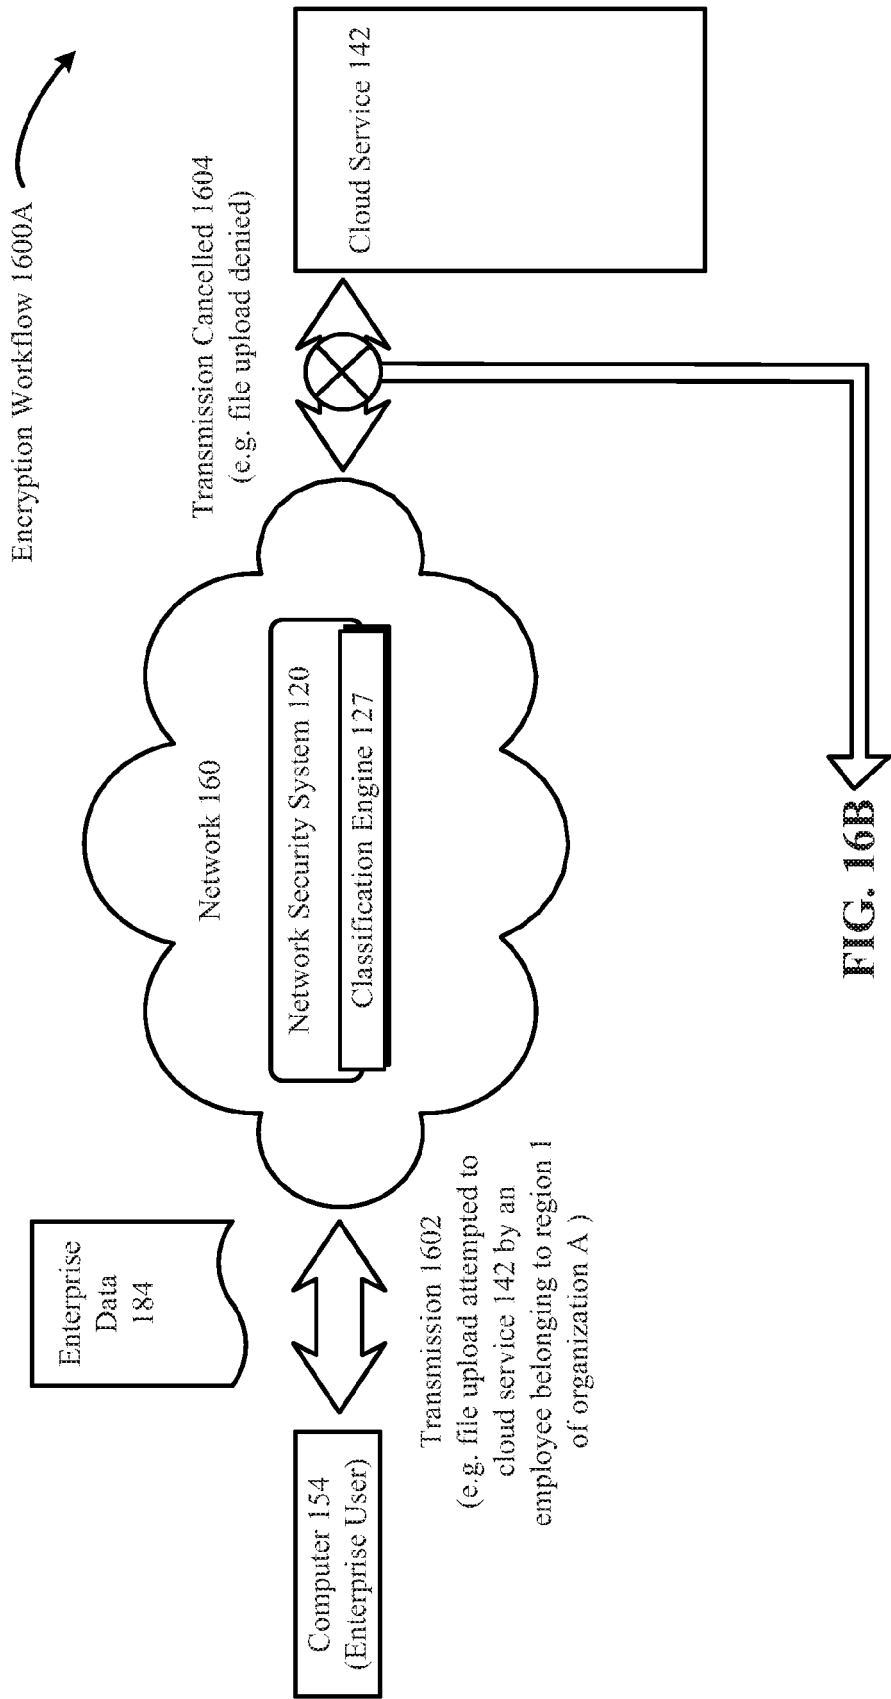 Encryption Workflow 1600A
Enterprise
Data
184
Network 160
Transmission Cancelled 1604
(e.g. file upload denied)
Computer 154
(Enterprise User)
Network Security System 120
Classification Engine 127
Cloud Service 142
Transmission 1602
(e.g. file upload attempted to
cloud service 142 by an
employee belonging to region 1
of organization A )
FIG. 16B